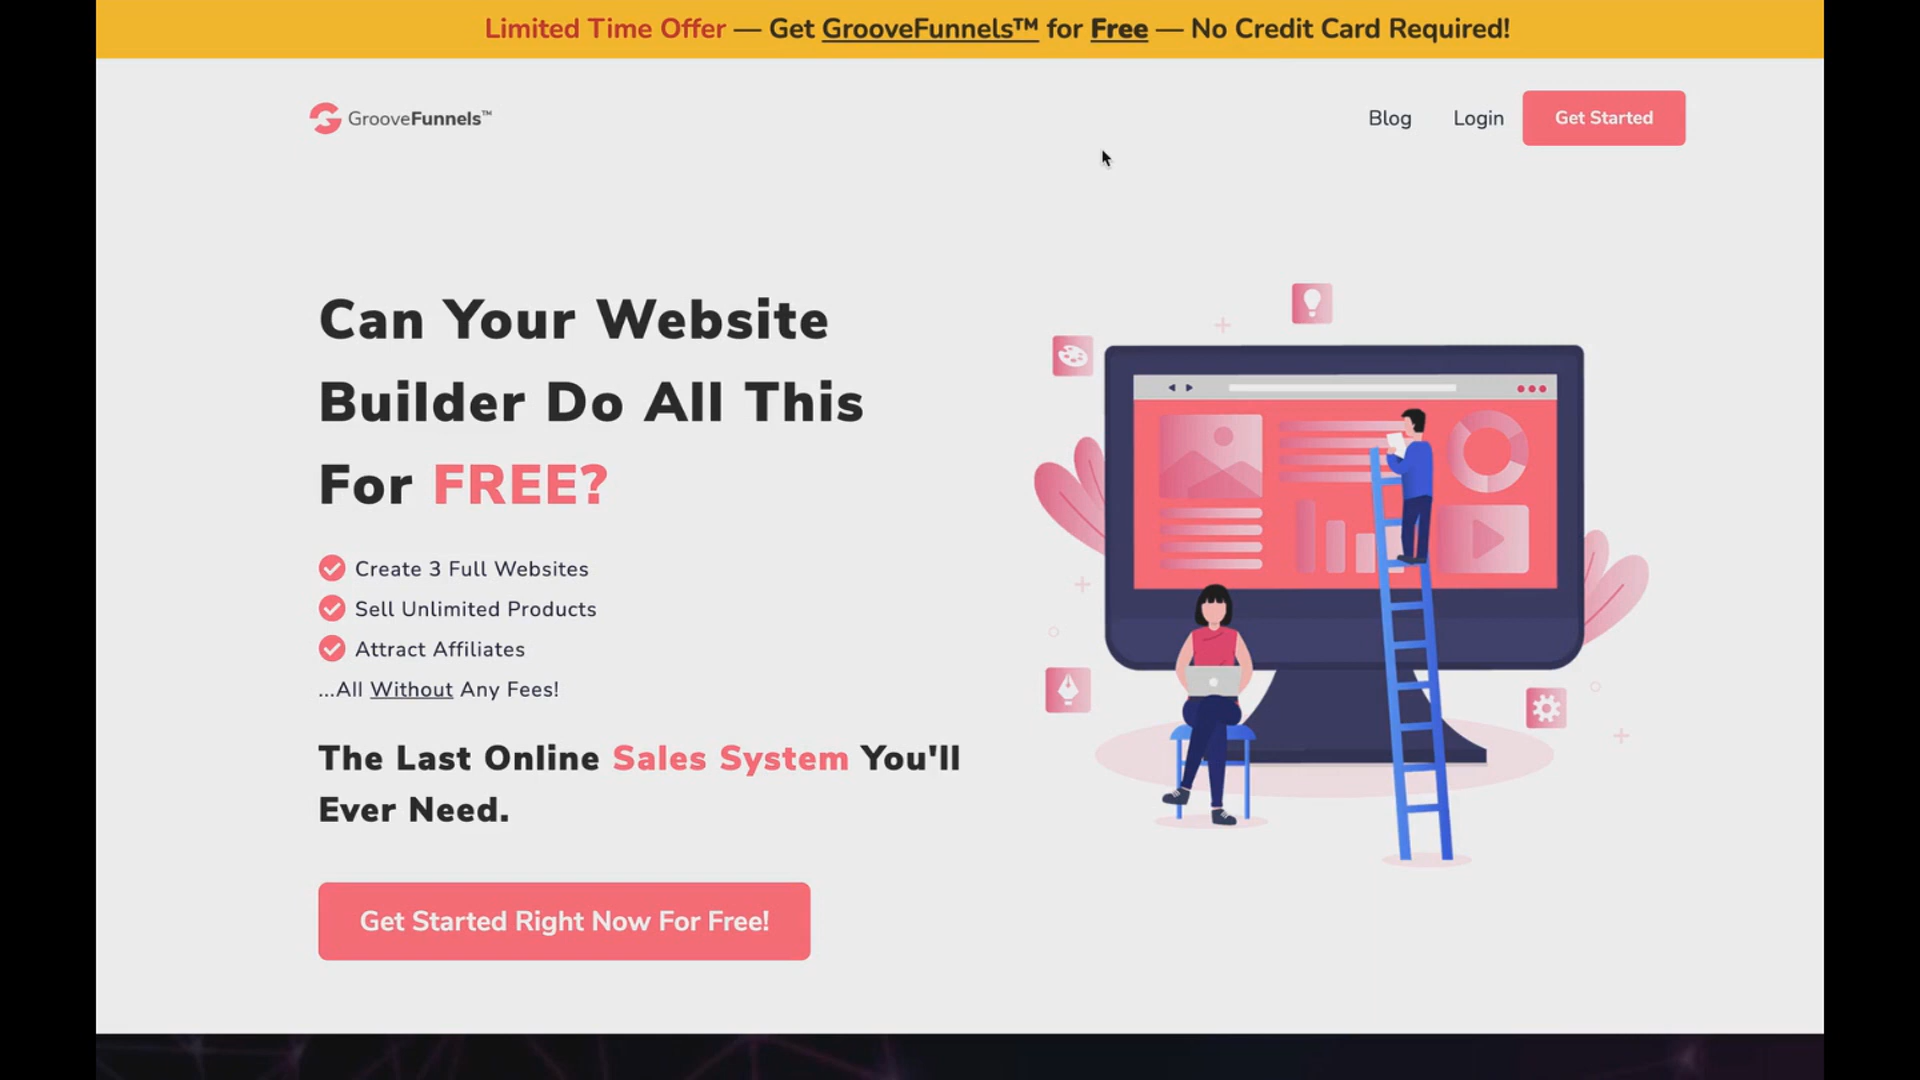 Limited Time Offer — Get GrooveFunnels™ for Free — No Credit Card Required!
GrooveFunnels™
Blog
Login
Get Started
Can Your Website
Builder Do All This
For FREE?
Create 3 Full Websites
Sell Unlimited Products
Attract Affiliates
...All Without Any Fees!
The Last Online Sales System You'll
Ever Need.
Get Started Right Now For Free!